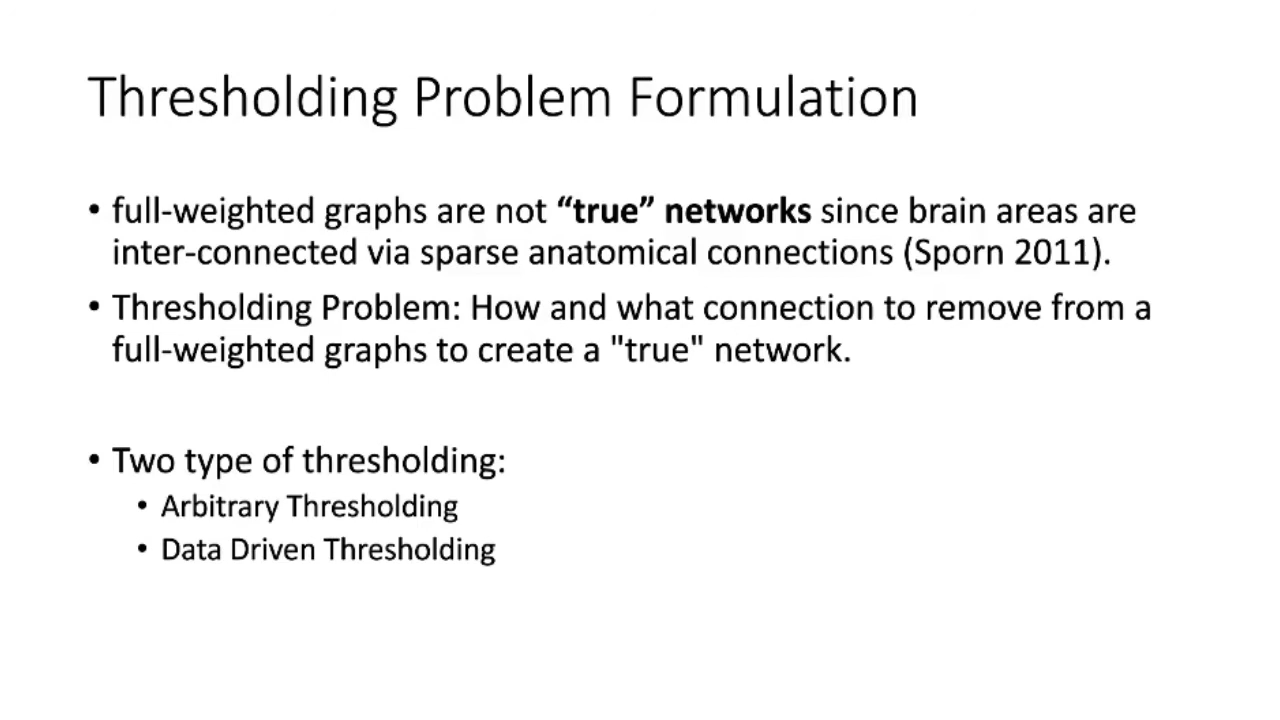 Thresholding Problem Formulation
• full-weighted graphs are not “true” networks since brain areas are
inter-connected via sparse anatomical connections (Sporn 2011).
• Thresholding Problem: How and what connection to remove from a
full-weighted graphs to create a "true" network.
• Two type of thresholding:
• Arbitrary Thresholding
• Data Driven Thresholding